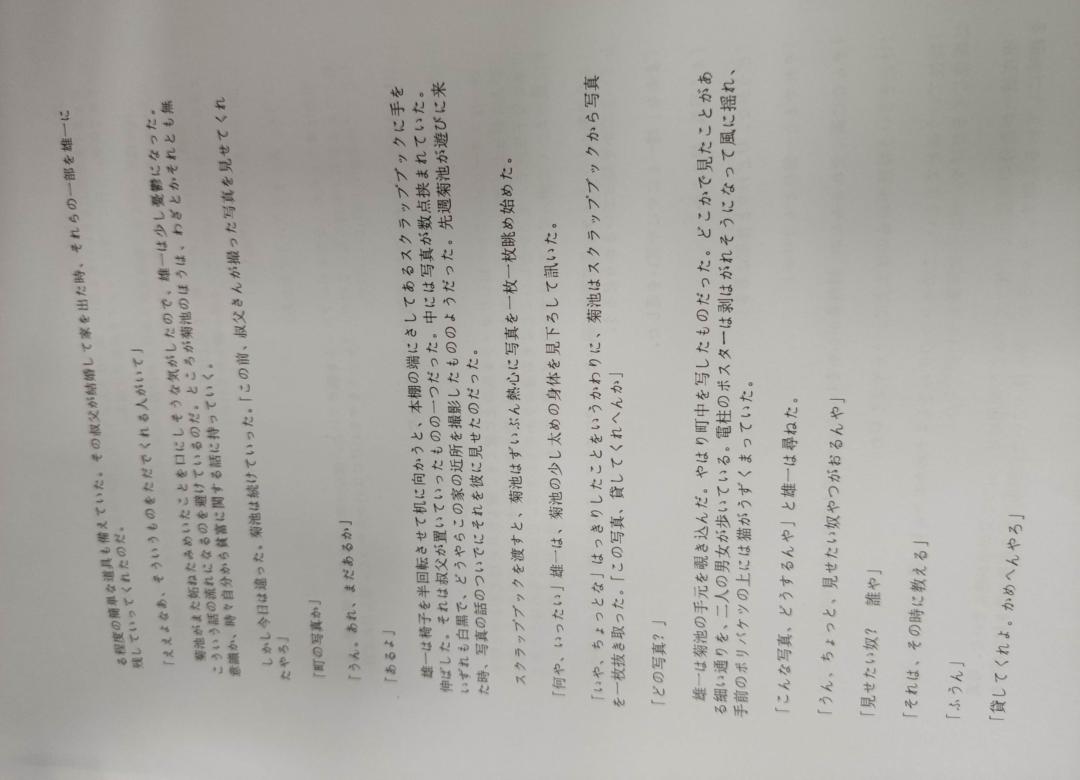 る程度の簡単な道具も備えていた。その叔父が結婚して家を出た時、それらの一部を雄一に
残していってくれたのだ。
「ええよなあ、そういうものをただでくれる人がいて」
菊池がまた妬ねたみめいたことを口にしそうな気がしたので、雄一は少し憂鬱になった。
こういう話の流れになるのを避けているのだ。ところが菊池のほうは、わざとかそれとも無
意識か、時々自分から貧富に関する話に持っていく。
しかし今日は違った。菊池は続けていった。「この前、叔父さんが撮った写真を見せてくれ
たやろ」
「町の写真か」
「うん。あれ、まだあるか」
「あるよ」
雄一は椅子を半回転させて机に向かうと、本棚の端にさしてあるスクラップブックに手を
伸ばした。それは叔父が置いていったものの一つだった。中には写真が数点挟まれていた。
いずれも白黒で、どうやらこの家の近所を撮影したもののようだった。先週菊池が遊びに来
た時、写真の話のついでにそれを彼に見せたのだった。
スクラップブックを渡すと、菊池はずいぶん熱心に写真を一枚一枚眺め始めた。
「何や、いったい」雄一は、菊池の少し太めの身体を見下ろして訊いた。
「いや、ちょっとな」はっきりしたことをいうかわりに、菊池はスクラップブックから写真
を一枚抜き取った。「この写真、貸してくれへんか」
「どの写真？」
雄一は菊池の手元を覗き込んだ。やはり町中を写したものだった。どこかで見たことがあ
る細い通りを、二人の男女が歩いている。電柱のポスターは剥はがれそうになって風に揺れ、
手前のポリバケツの上には猫がうずくまっていた。
「こんな写真、どうするんや」と雄一は尋ねた。
「うん、ちょっと、見せたい奴やつがおるんや」
「見せたい奴？　誰や」
「それは、その時に教える」
「ふうん」
「貸してくれよ。かめへんやろ」